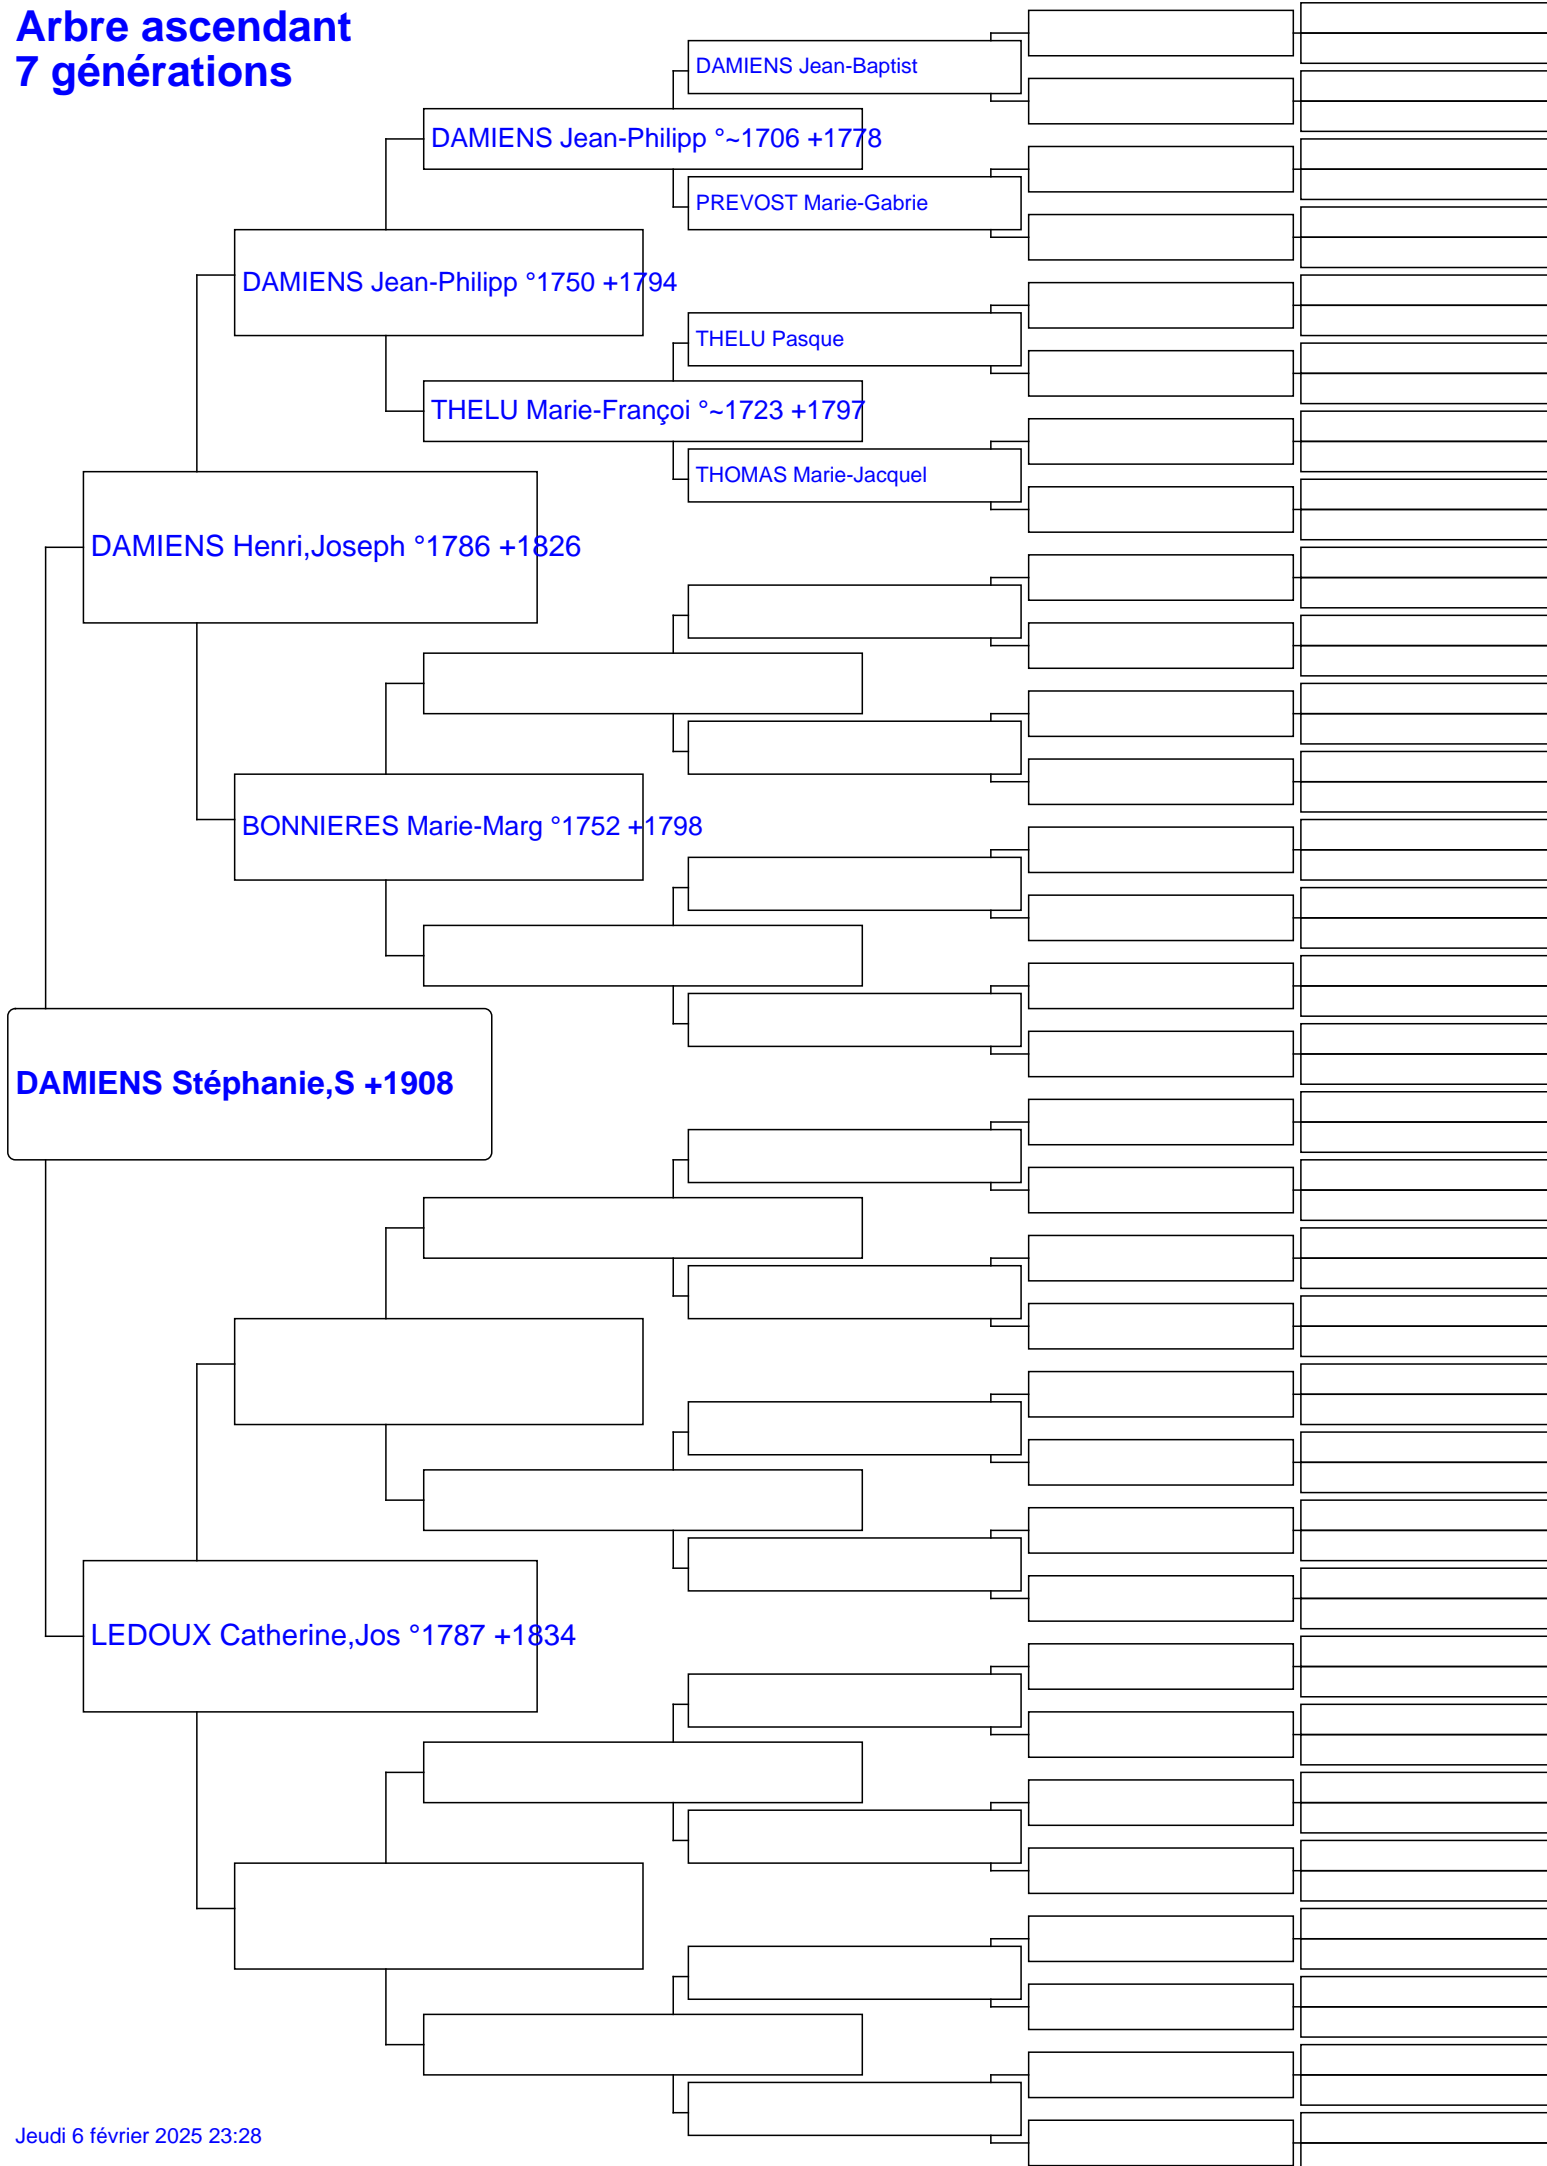 Arbre ascendant
7 générations
DAMIENS Jean-Baptist
DAMIENS Jean-Philipp °~1706 +1778
PREVOST Marie-Gabrie
DAMIENS Jean-Philipp °1750 +1794
THELU Pasque
THELU Marie-Françoi °~1723 +1797
THOMAS Marie-Jacquel
DAMIENS Henri,Joseph °1786 +1826
BONNIERES Marie-Marg °1752 +1798
DAMIENS Stéphanie,S +1908
LEDOUX Catherine,Jos °1787 +1834
Jeudi 6 février 2025 23:28